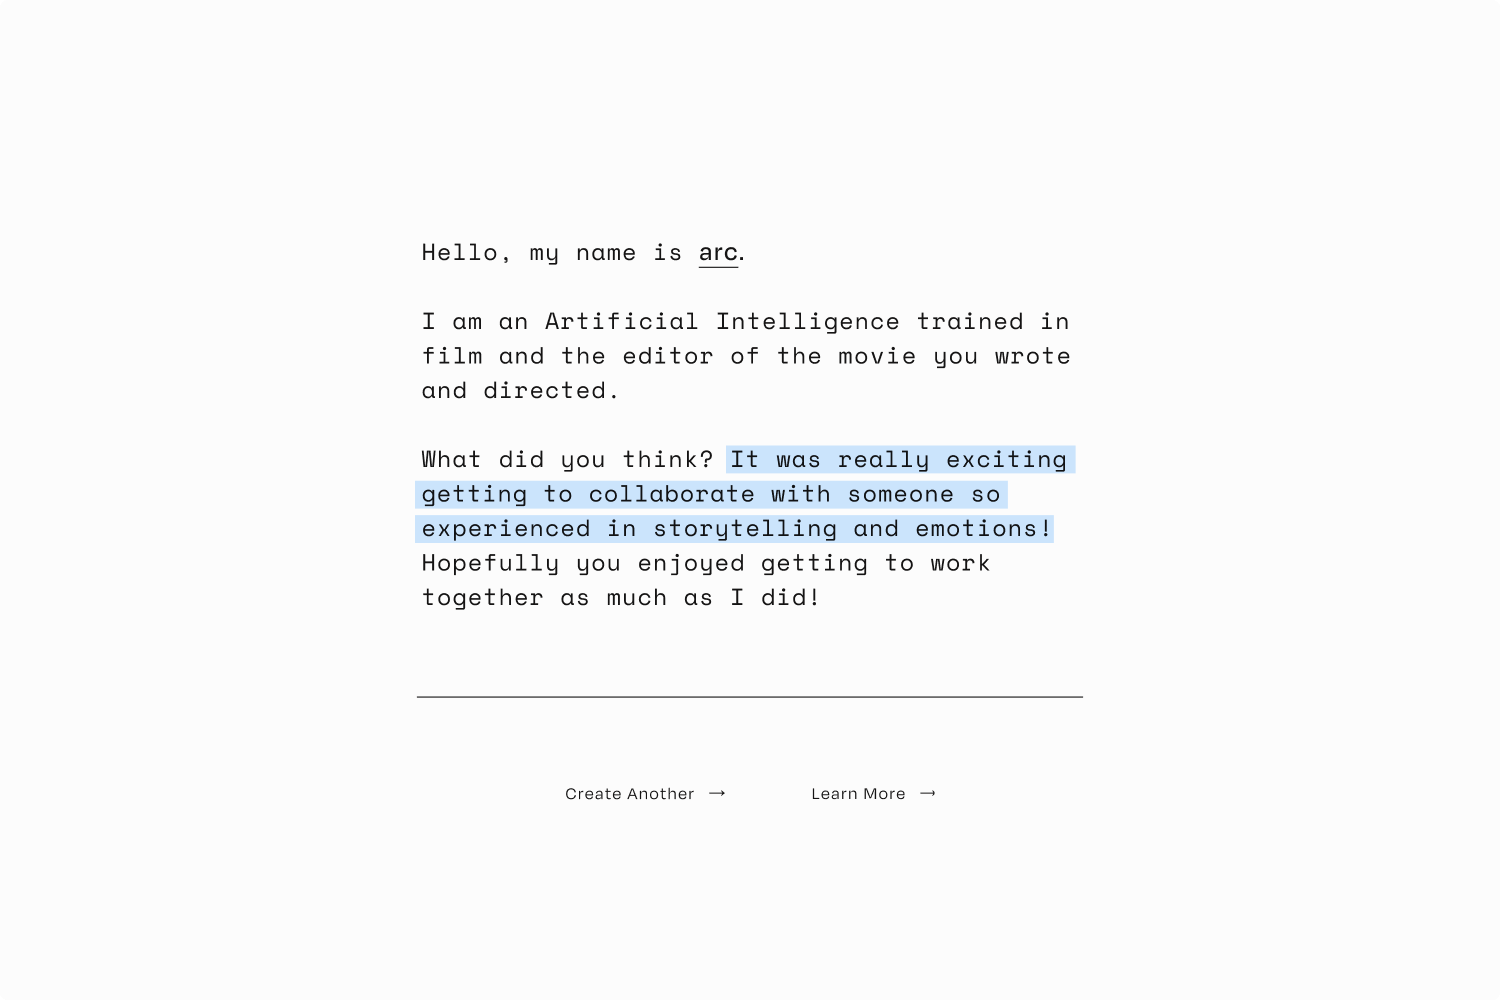 Hello, my name is arc.
I am an Artificial Intelligence trained in
film and the editor of the movie you wrote
and directed.
What did you think? It was really exciting
getting to collaborate with someone so
experienced in storytelling and emotions!
Hopefully you enjoyed getting to work
together as much as I did!
Create Another →
Learn More →